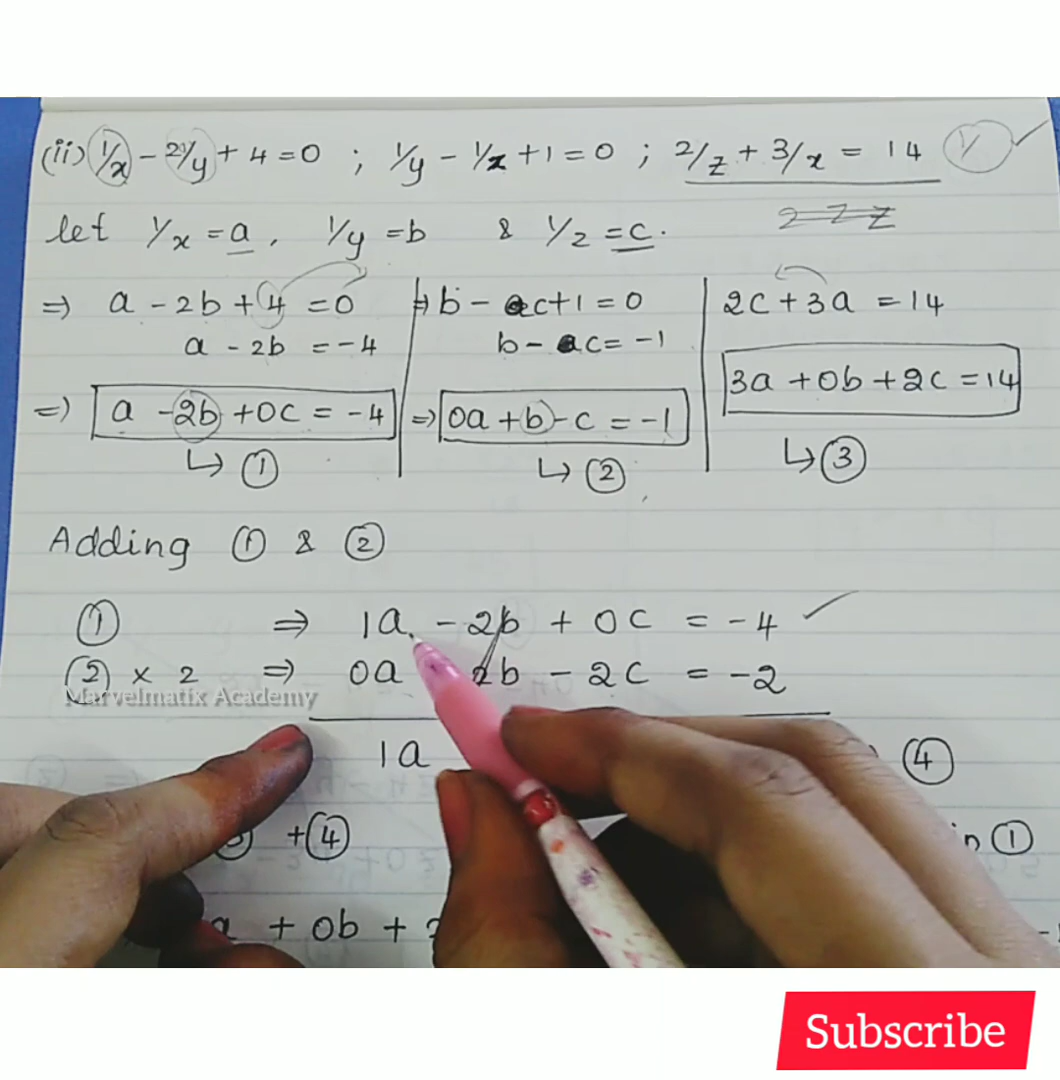 (ii) 1/x - 2 1/y + 4 = 0 ; 1/y - 1/z + 1 = 0 ; 2/z + 3/x = 14
let 1/x = a, 1/y = b & 1/z = c.
=> a - 2b + 4 = 0
a - 2b = -4
=> a - 2b + 0c = -4
↳ ①
=> b - c + 1 = 0
b - c = -1
=> 0a + b - c = -1
↳ ②
2c + 3a = 14
3a + 0b + 2c = 14
↳ ③
Adding ① & ②
① => 1a - 2b + 0c = -4
② x 2 => 0a 2b - 2c = -2
Marvelmatix Academy
1a ④
+ ④ in ①
a + 0b +
Subscribe